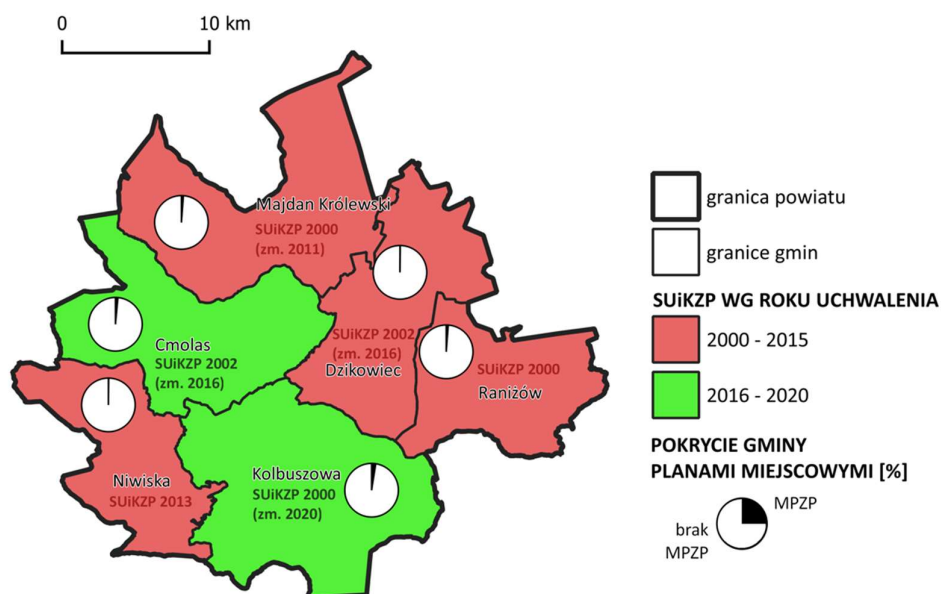 0
10 km
Majdan Królewski
SUiKZP 2000
(zm. 2011)
Cmolas
SUiKZP 2002
(zm. 2016)
SUiKZP 2002
(zm. 2016)
Dzikowiec
SUiKZP 2000
Raniżów
Niwiska
SUiKZP 2013
Kolbuszowa
SUiKZP 2000
(zm. 2020)
granica powiatu
granice gmin
SUiKZP WG ROKU UCHWALENIA
2000 - 2015
2016 - 2020
POKRYCIE GMINY
PLANAMI MIEJSCOWYMI [%]
MPZP
brak
MPZP